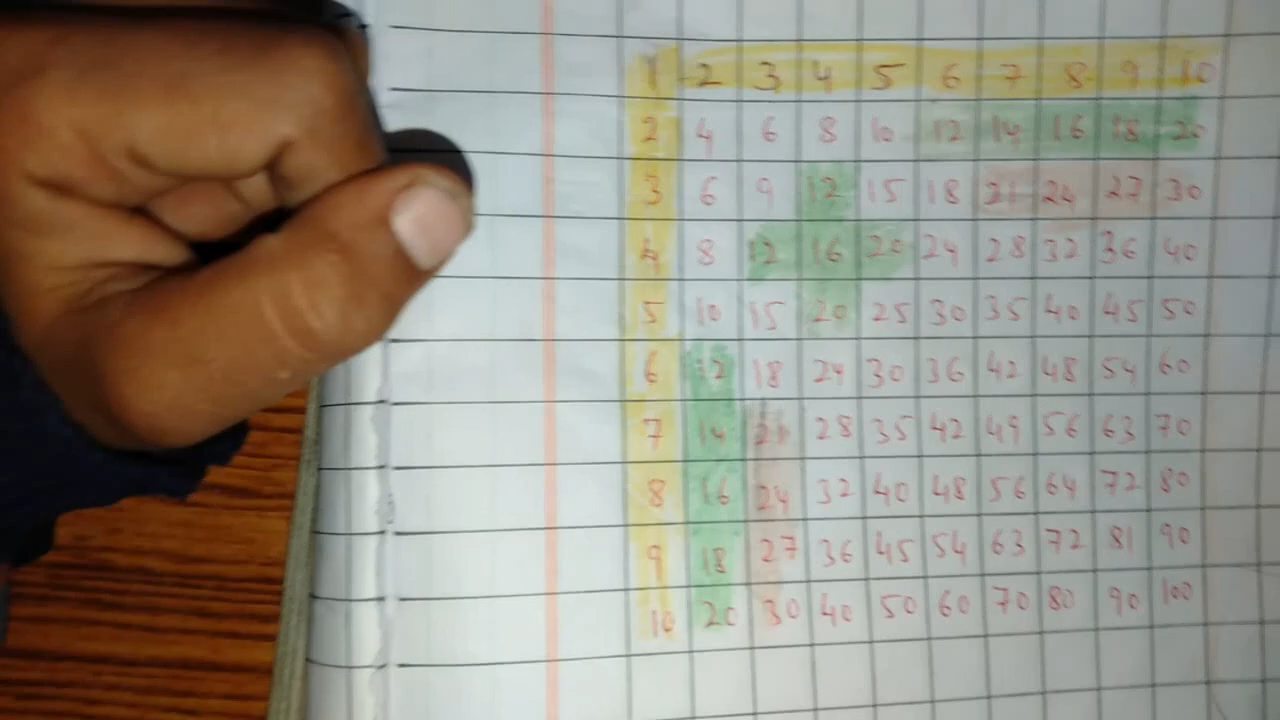 1 2 3 4 5 6 7 8 9 10
2 4 6 8 10 12 14 16 18 20
3 6 9 12 15 18 21 24 27 30
4 8 12 16 20 24 28 32 36 40
5 10 15 20 25 30 35 40 45 50
6 12 18 24 30 36 42 48 54 60
7 14 21 28 35 42 49 56 63 70
8 16 24 32 40 48 56 64 72 80
9 18 27 36 45 54 63 72 81 90
10 20 30 40 50 60 70 80 90 100